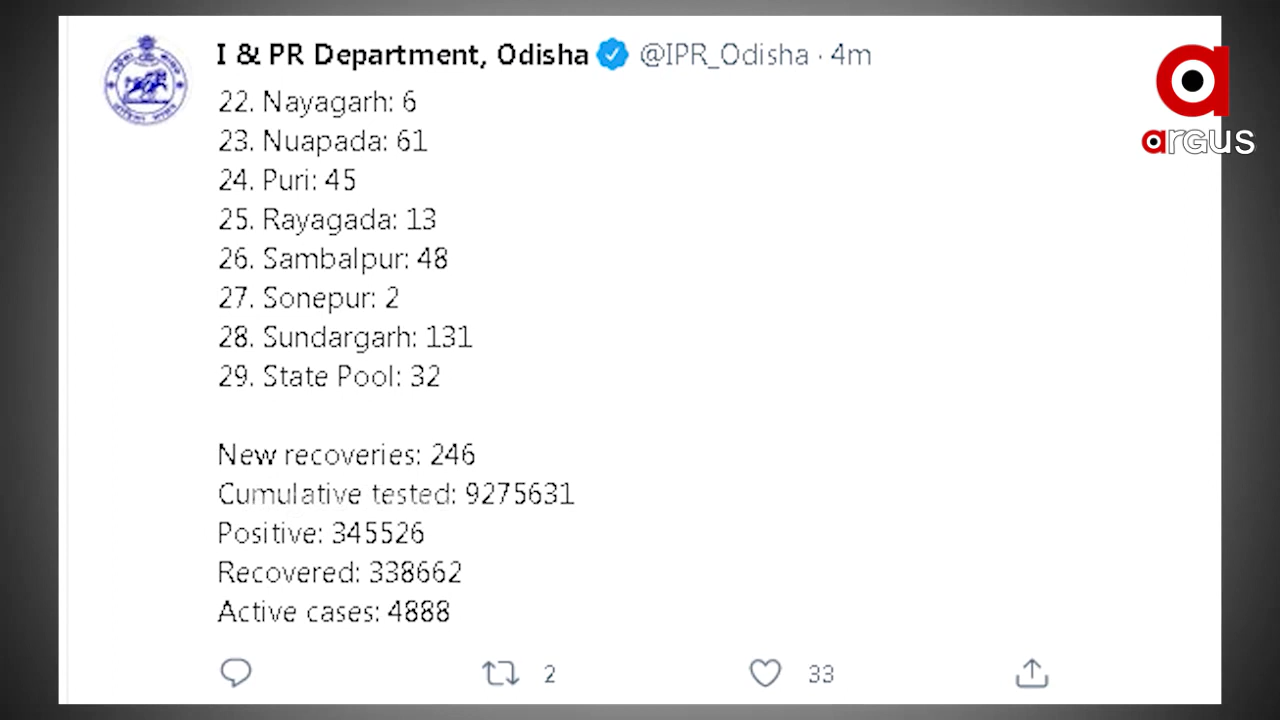 I & PR Department, Odisha @IPR_Odisha · 4m
22. Nayagarh: 6
23. Nuapada: 61
24. Puri: 45
25. Rayagada: 13
26. Sambalpur: 48
27. Sonepur: 2
28. Sundargarh: 131
29. State Pool: 32
New recoveries: 246
Cumulative tested: 9275631
Positive: 345526
Recovered: 338662
Active cases: 4888
2 33
argus